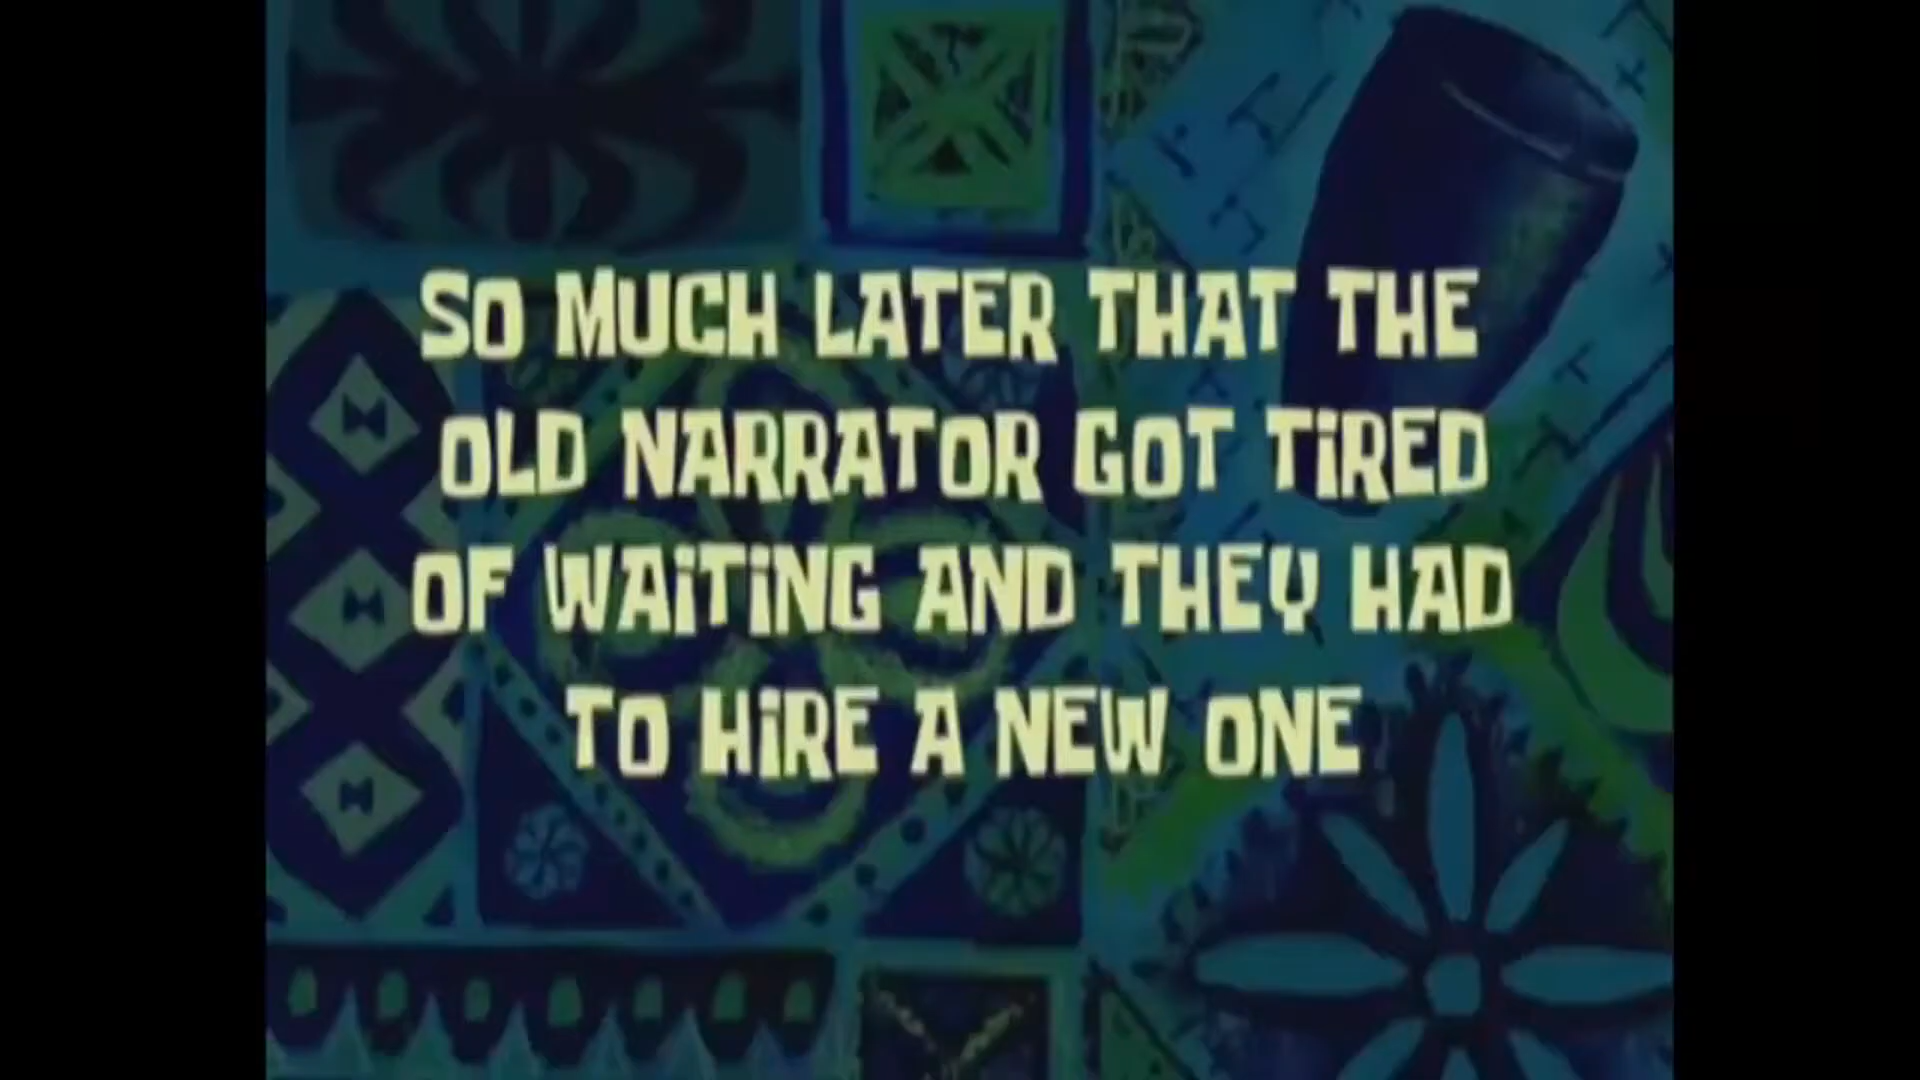 SO MUCH LATER THAT THE
OLD NARRATOR GOT TiRED
OF WAiTiNG AND THEY HAD
TO HiRE A NEW ONE